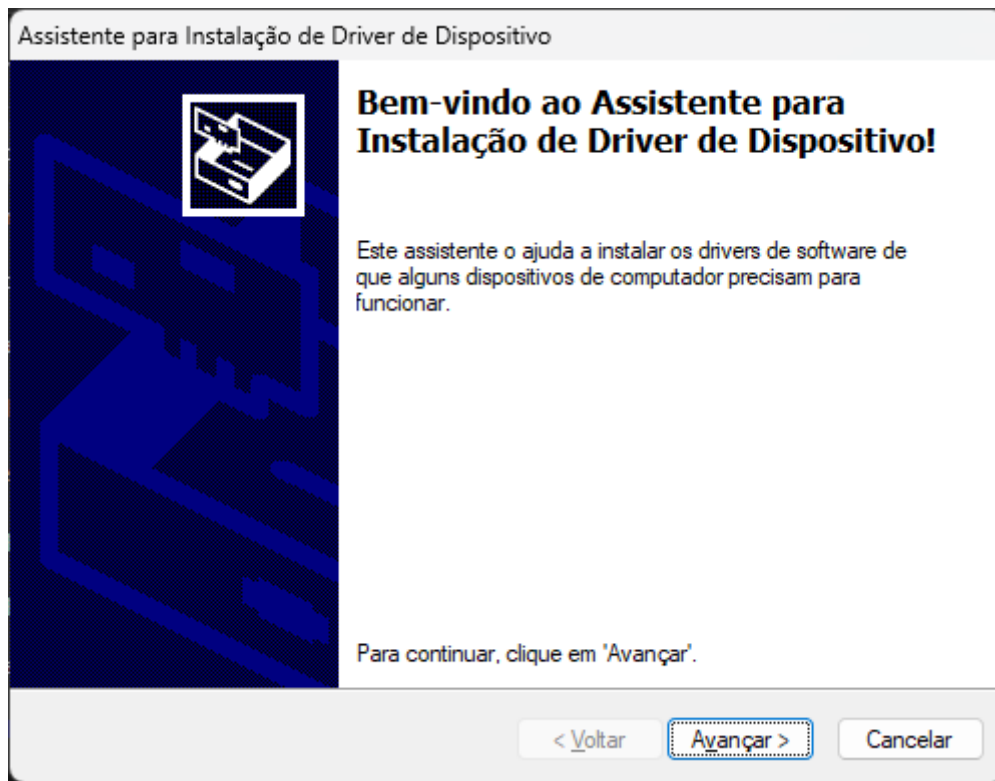 Assistente para Instalação de Driver de Dispositivo
Bem-vindo ao Assistente para
Instalação de Driver de Dispositivo!
Este assistente o ajuda a instalar os drivers de software de
que alguns dispositivos de computador precisam para
funcionar.
Para continuar, clique em 'Avançar'.
< Voltar Avançar > Cancelar